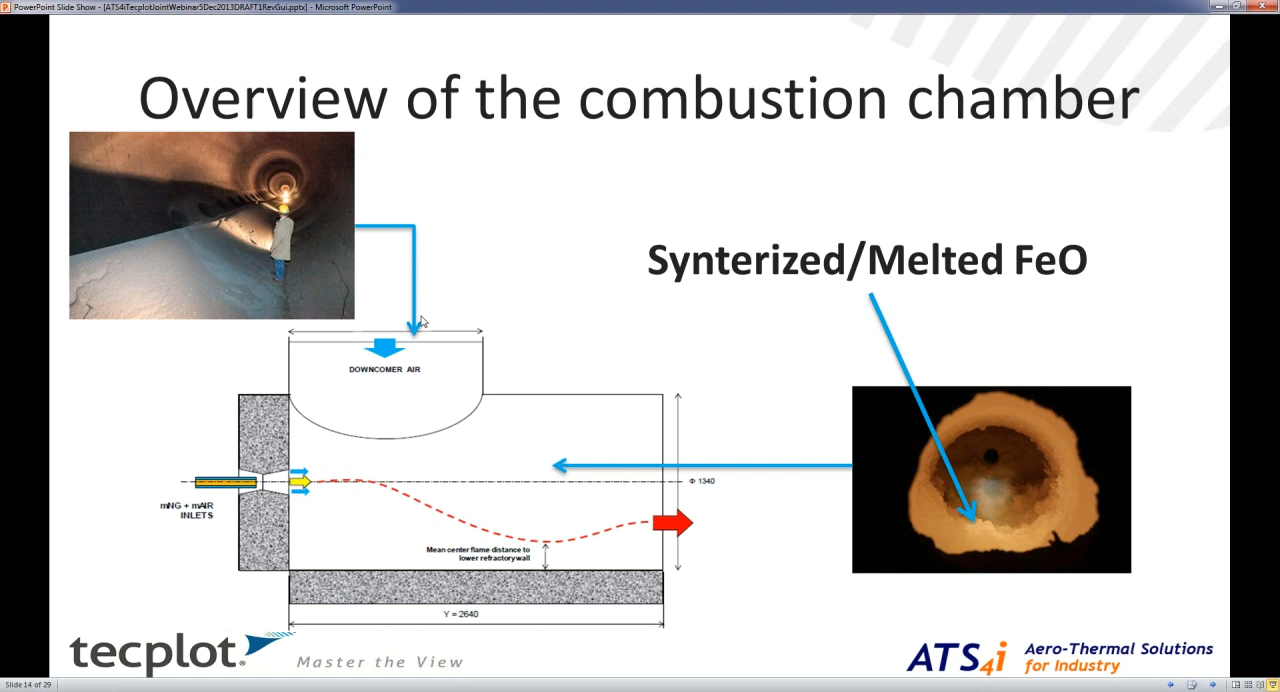 PowerPoint Slide Show - [ATS4iTecplotJointWebinar5Dec2013DRAFT1RevGui.pptx] - Microsoft PowerPoint
Overview of the combustion chamber
Synterized/Melted FeO
DOWNCOMER AIR
Φ 1340
mNG + mAIR
INLETS
Mean center flame distance to
lower refractory wall
Y = 2640
tecplot®
Master the View
ATS4i
Aero-Thermal Solutions
for Industry
Slide 14 of 29